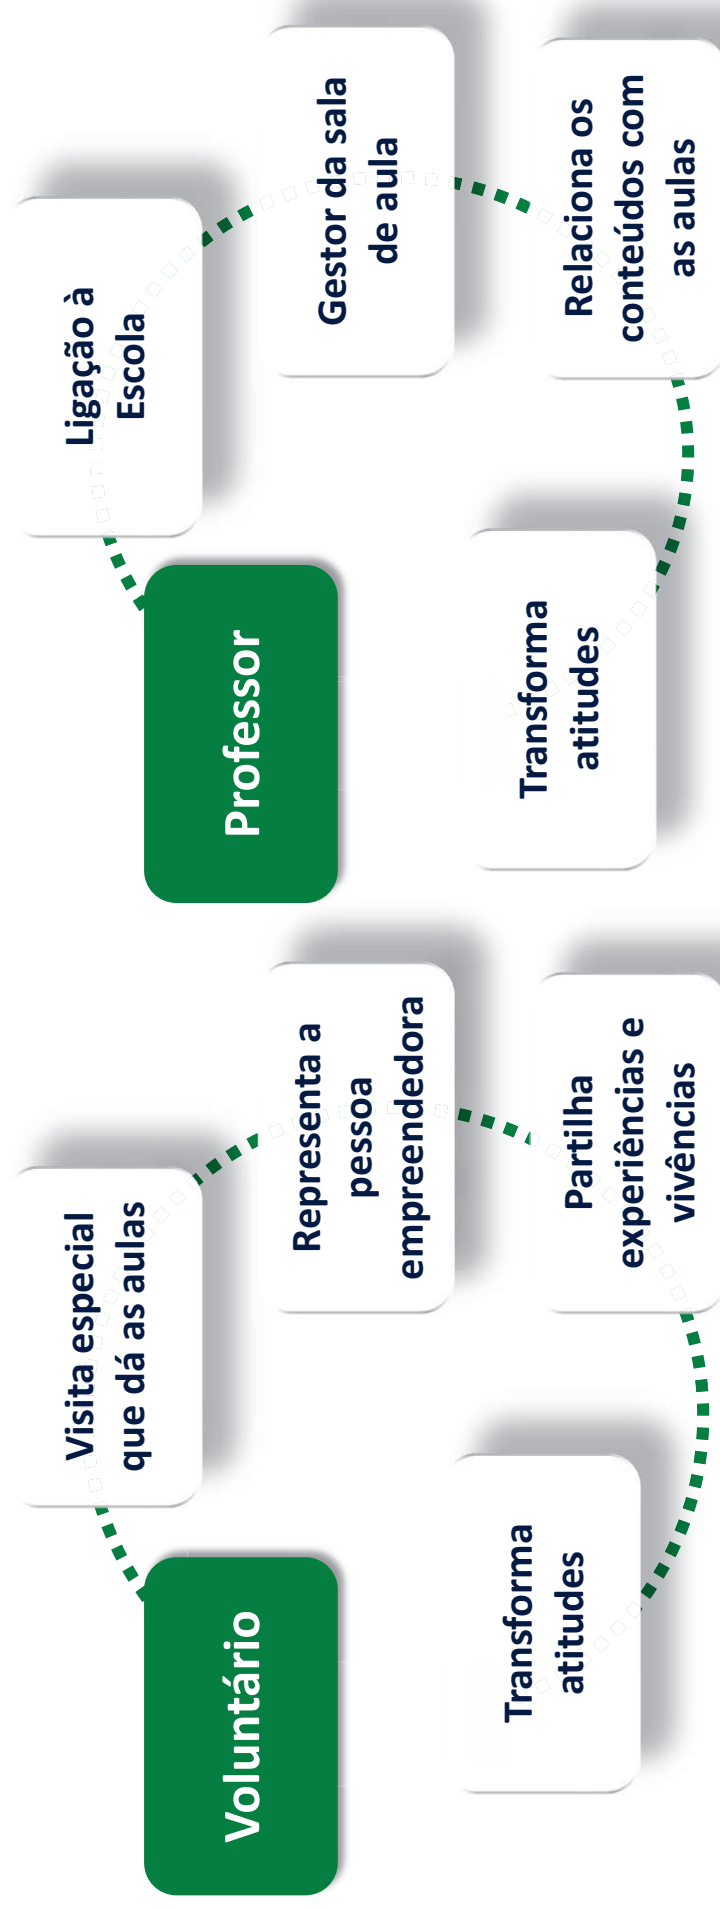 Voluntário
Visita especial
que dá as aulas
Representa a
pessoa
empreendedora
Partilha
experiências e
vivências
Transforma
atitudes
Professor
Ligação à
Escola
Gestor da sala
de aula
Relaciona os
conteúdos com
as aulas
Transforma
atitudes